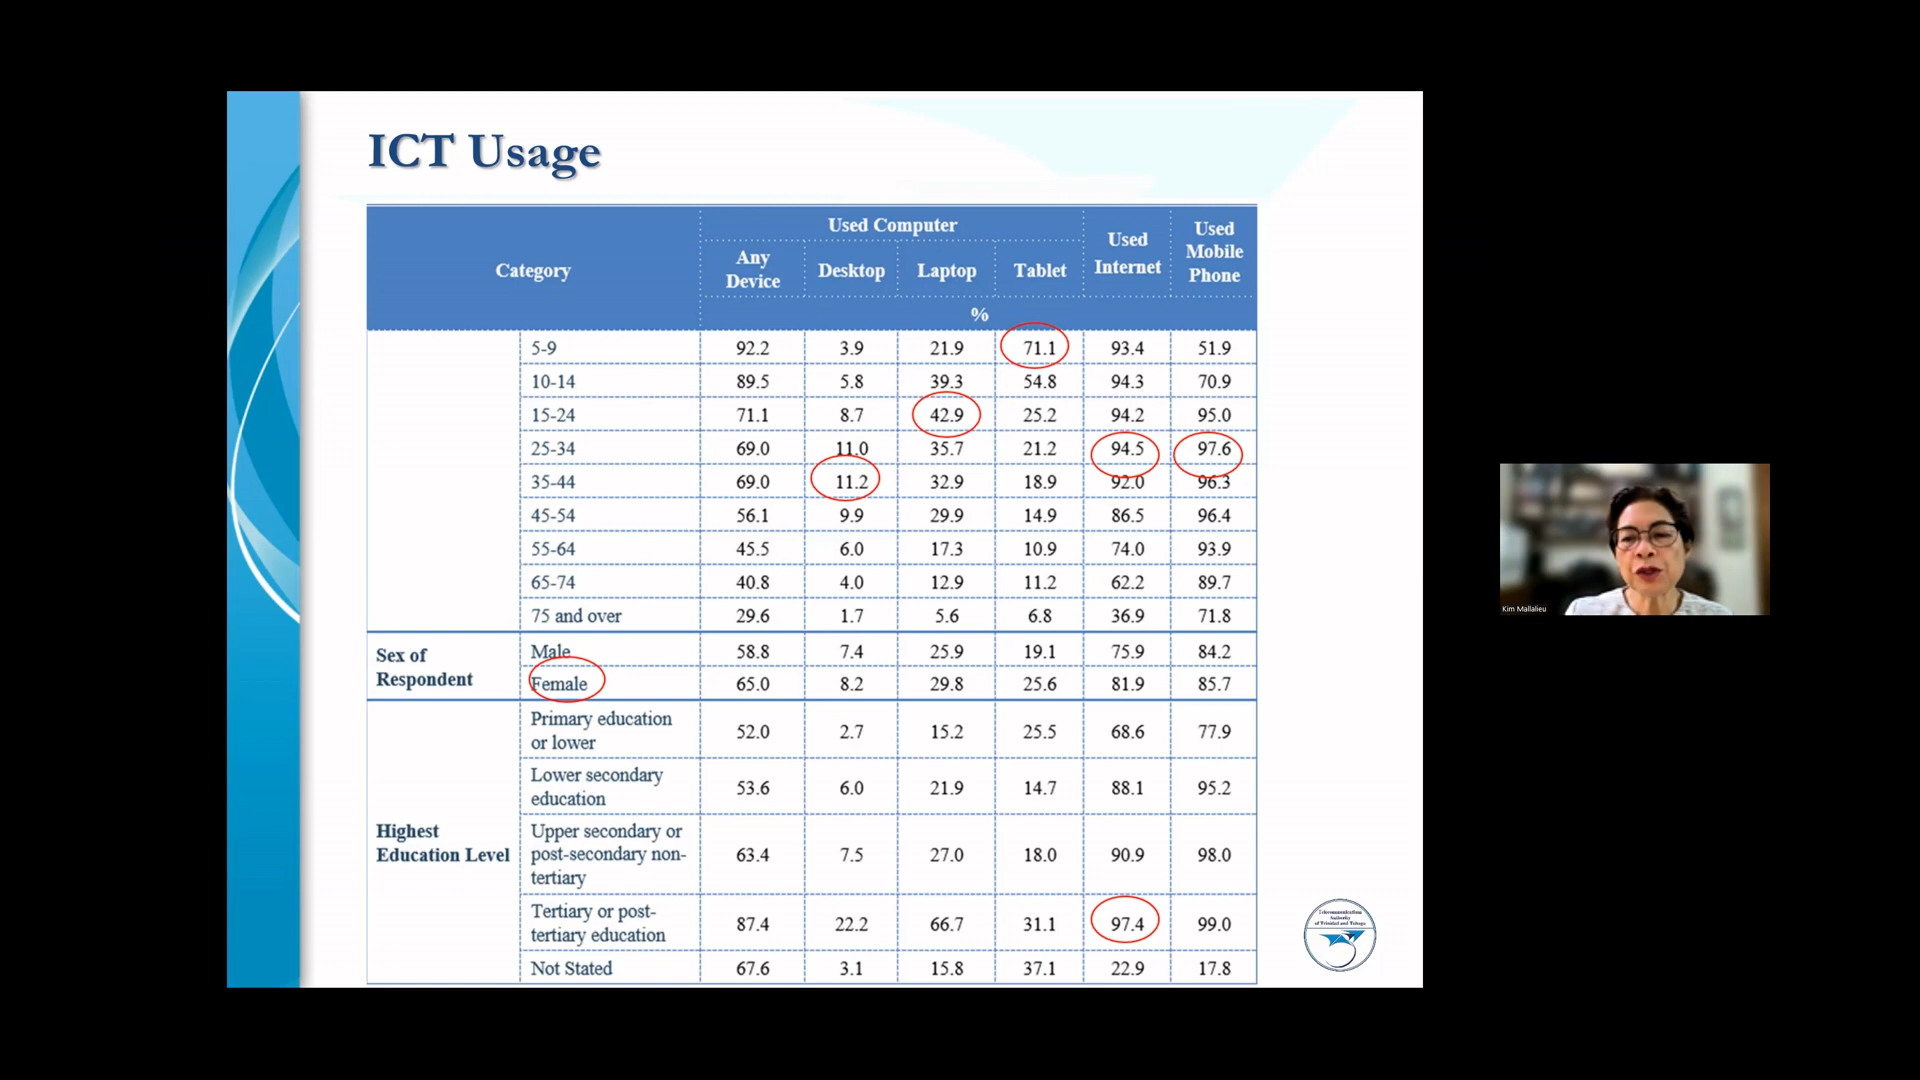 ICT Usage
Category
Used Computer
Any Device
Desktop
Laptop
Tablet
Used Internet
Used Mobile Phone
%
5-9 92.2 3.9 21.9 71.1 93.4 51.9
10-14 89.5 5.8 39.3 54.8 94.3 70.9
15-24 71.1 8.7 42.9 25.2 94.2 95.0
25-34 69.0 11.0 35.7 21.2 94.5 97.6
35-44 69.0 11.2 32.9 18.9 92.0 96.3
45-54 56.1 9.9 29.9 14.9 86.5 96.4
55-64 45.5 6.0 17.3 10.9 74.0 93.9
65-74 40.8 4.0 12.9 11.2 62.2 89.7
75 and over 29.6 1.7 5.6 6.8 36.9 71.8
Sex of
Respondent
Male 58.8 7.4 25.9 19.1 75.9 84.2
Female 65.0 8.2 29.8 25.6 81.9 85.7
Highest
Education Level
Primary education
or lower
52.0 2.7 15.2 25.5 68.6 77.9
Lower secondary
education
53.6 6.0 21.9 14.7 88.1 95.2
Upper secondary or
post-secondary non-
tertiary
63.4 7.5 27.0 18.0 90.9 98.0
Tertiary or post-
tertiary education
87.4 22.2 66.7 31.1 97.4 99.0
Not Stated 67.6 3.1 15.8 37.1 22.9 17.8
Telecommunications
Authority
of Trinidad and Tobago
Kim Mallalieu